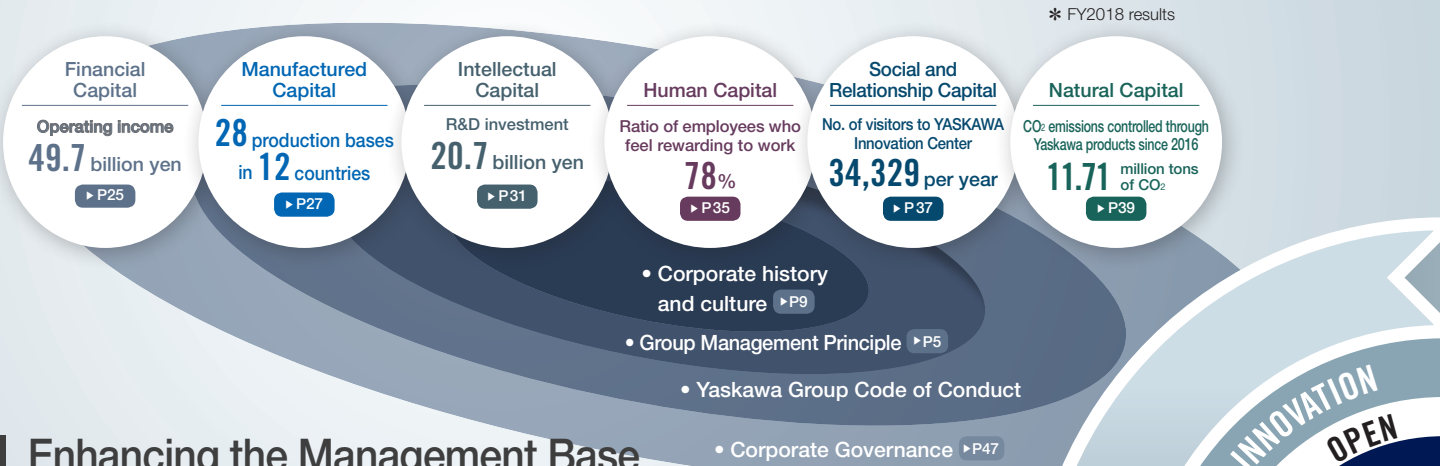 ✻ FY2018 results
Financial
Capital
Operating income
49.7 billion yen
▶P25
Manufactured
Capital
28 production bases
in 12 countries
▶P27
Intellectual
Capital
R&D investment
20.7 billion yen
▶P31
Human Capital
Ratio of employees who
feel rewarding to work
78%
▶P35
Social and
Relationship Capital
No. of visitors to YASKAWA
Innovation Center
34,329 per year
▶P37
Natural Capital
CO2 emissions controlled through
Yaskawa products since 2016
11.71 million tons
of CO2
▶P39
• Corporate history
and culture ▶P9
• Group Management Principle ▶P5
• Yaskawa Group Code of Conduct
• Corporate Governance ▶P47
Enhancing the Management Base
INNOVATION
OPEN